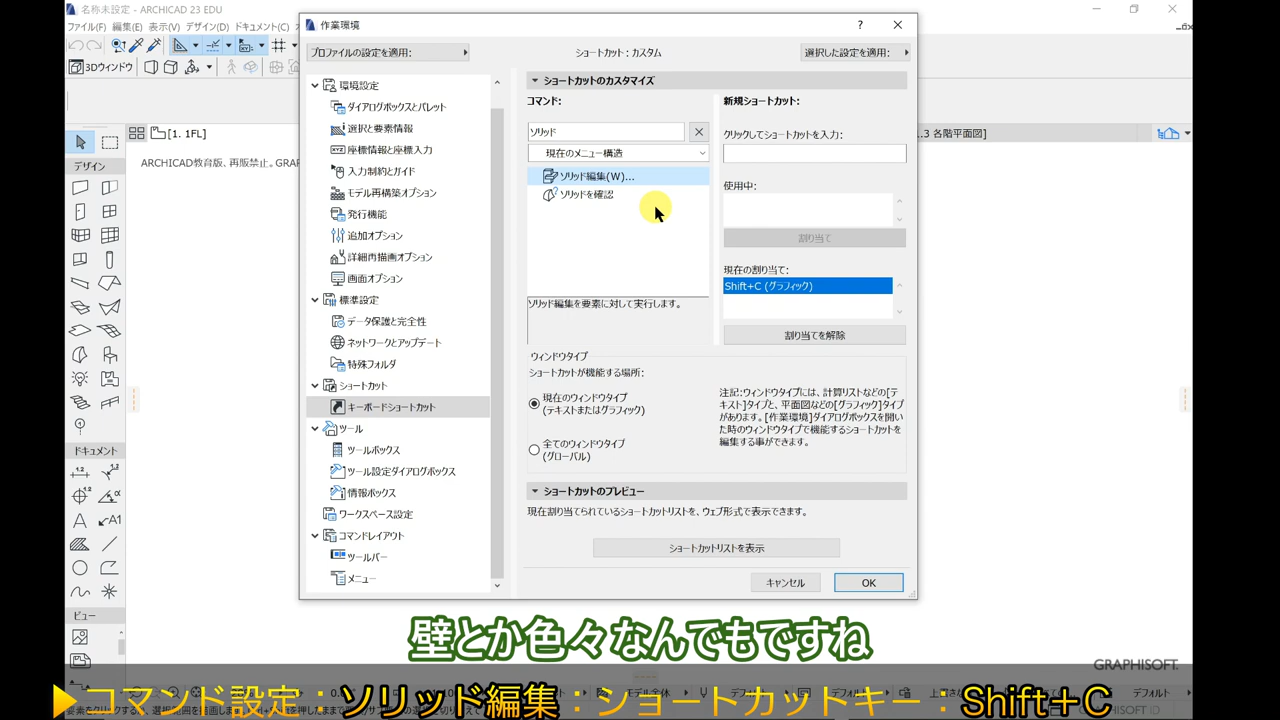 名称未設定 - ARCHICAD 23 EDU
ファイル(F) 編集(E) 表示(V) デザイン(D) ドキュメント(C)
3Dウィンドウ
[1. 1FL]
.3 各階平面図]
ARCHICAD教育版、再販禁止。GRA
デザイン
ドキュメント
ビュー
作業環境
?
プロファイルの設定を適用:
ショートカット : カスタム
選択した設定を適用:
環境設定
ダイアログボックスとパレット
選択と要素情報
座標情報と座標入力
入力制約とガイド
モデル再構築オプション
発行機能
追加オプション
詳細再描画オプション
画面オプション
標準設定
データ保護と完全性
ネットワークとアップデート
特殊フォルダ
ショートカット
キーボードショートカット
ツール
ツールボックス
ツール設定ダイアログボックス
情報ボックス
ワークスペース設定
コマンドレイアウト
ツールバー
メニュー
ショートカットのカスタマイズ
コマンド:
ソリッド
現在のメニュー構造
ソリッド編集(W)...
ソリッドを確認
ソリッド編集を要素に対して実行します。
新規ショートカット:
クリックしてショートカットを入力:
使用中:
割り当て
現在の割り当て:
Shift+C (グラフィック)
割り当てを解除
ウィンドウタイプ
ショートカットが機能する場所:
現在のウィンドウタイプ
(テキストまたはグラフィック)
全てのウィンドウタイプ
(グローバル)
注記:ウィンドウタイプには、計算リストなどの[テ
キスト]タイプと、平面図などの[グラフィック]タイプ
があります。[作業環境]ダイアログボックスを開い
た時のウィンドウタイプで機能するショートカットを
編集する事ができます。
ショートカットのプレビュー
現在割り当てられているショートカットリストを、ウェブ形式で表示できます。
ショートカットリストを表示
キャンセル
OK
壁とか色々なんでもですね
GRAPHISOFT.
▶コマンド設定：ソリッド編集：ショートカットキー：Shift+C
モデル全体
デフォルト
GRAPHISOFT ID